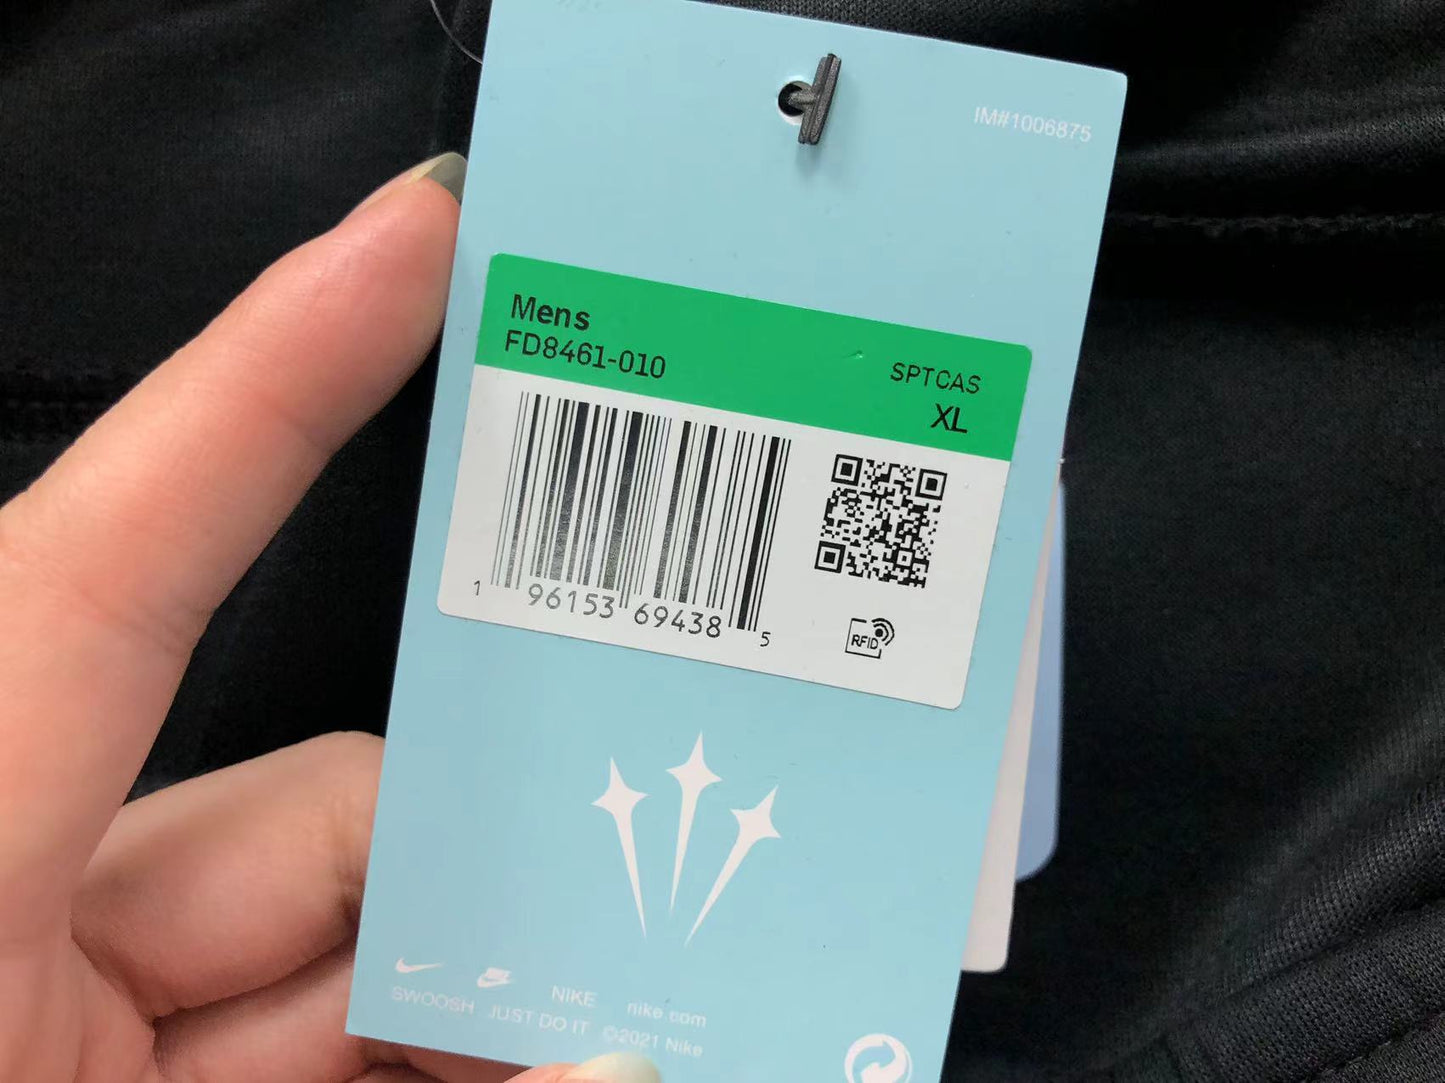 IM#1006875
Mens
FD8461-010
SPTCAS
XL
1 96153 69438 5
RFID
NIKE nike.com
SWOOSH JUST DO IT ©2021 Nike